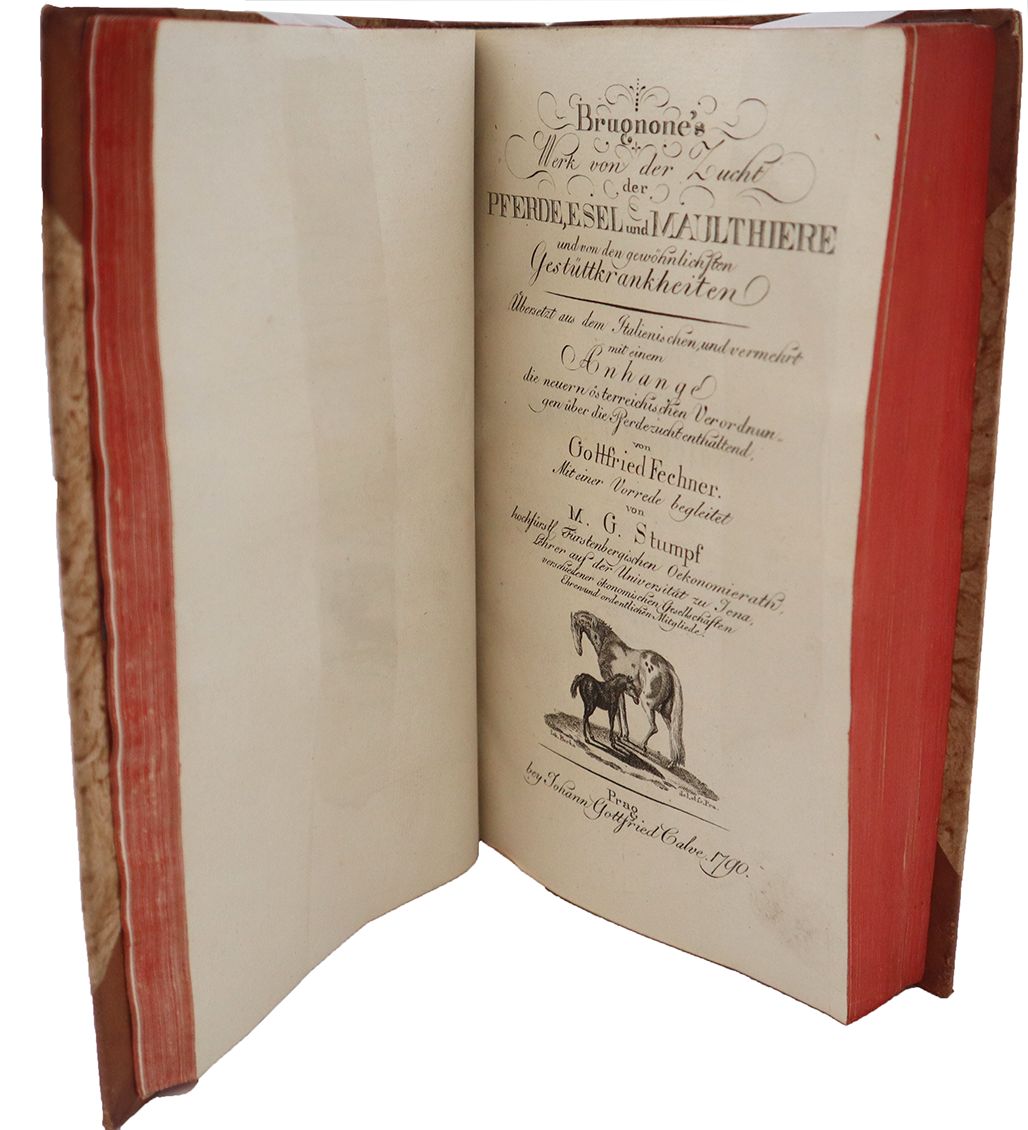 Brugnone's
Werk von der Zucht
der
PFERDE, ESEL und MAULTHIERE
und von den gewöhnlichsten
Gestüttkrankheiten
Übersetzt aus dem Italienischen, und vermehrt
mit einem
Anhange
die neuern österreichischen Verordnun-
gen über die Pferdezucht enthaltend,
von
Gottfried Fechner.
Mit einer Vorrede begleitet
von
M. G. Stumpf
hochfürstl. Fürstenbergischen Oekonomierath,
Lehrer auf der Universität zu Jena,
verschiedener ökonomischen Gesellschaften
Ehren und ordentlichen Mitgliede.
Prag
bey Johann Gottfried Calve. 1790.